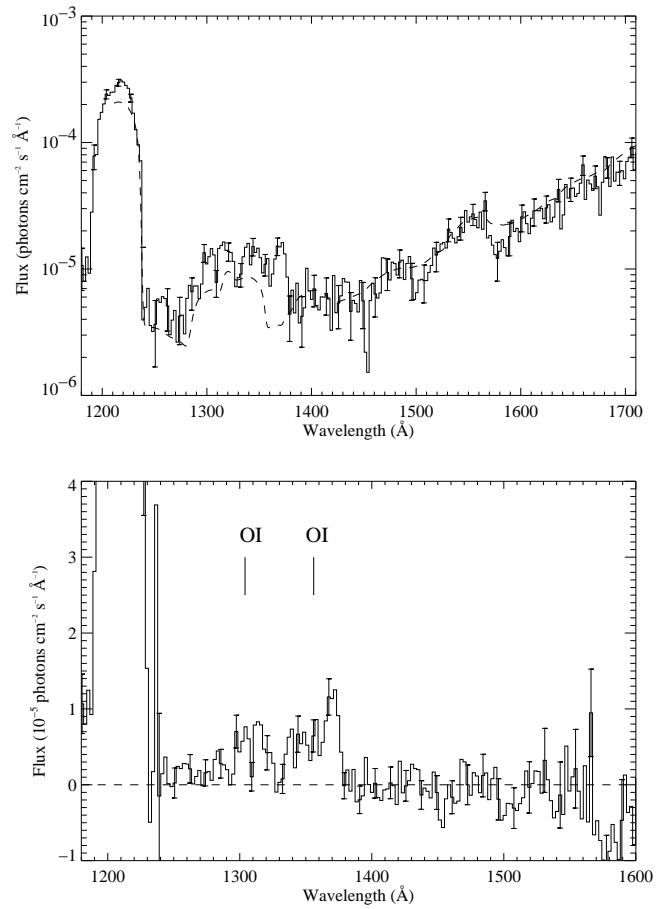 10⁻³
10⁻⁴
10⁻⁵
10⁻⁶
Flux (photons cm⁻² s⁻¹ Å⁻¹)
1200 1300 1400 1500 1600 1700
Wavelength (Å)
4
3
2
1
0
−1
Flux (10⁻⁵ photons cm⁻² s⁻¹ Å⁻¹)
OI OI
1200 1300 1400 1500 1600
Wavelength (Å)